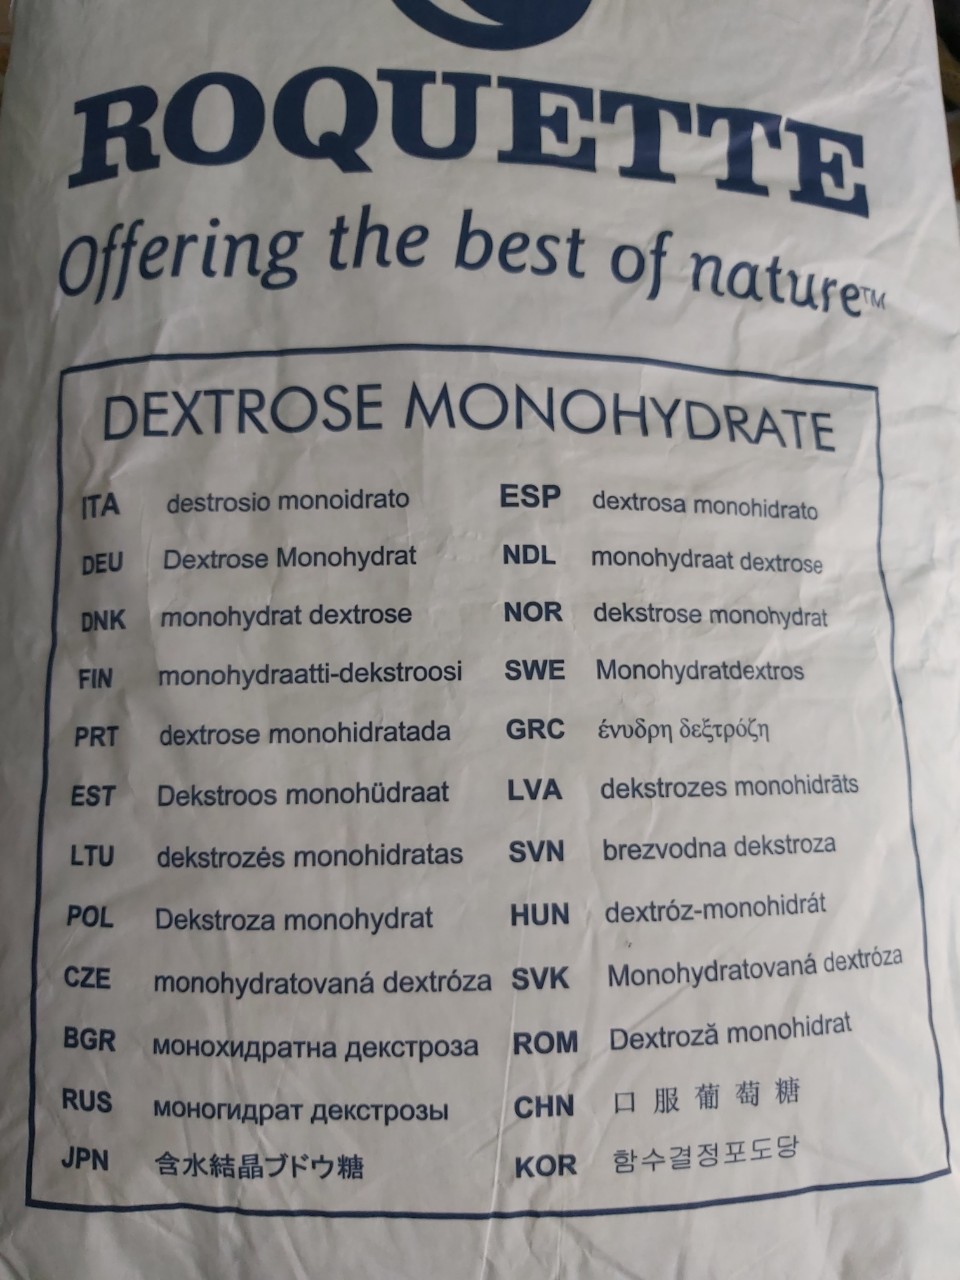 ROQUETTE
Offering the best of nature™
DEXTROSE MONOHYDRATE
ITA destrosio monoidrato ESP dextrosa monohidrato
DEU Dextrose Monohydrat NDL monohydraat dextrose
DNK monohydrat dextrose NOR dekstrose monohydrat
FIN monohydraatti-dekstroosi SWE Monohydratdextros
PRT dextrose monohidratada GRC ένυδρη δεξτρόζη
EST Dekstroos monohüdraat LVA dekstrozes monohidrāts
LTU dekstrozės monohidratas SVN brezvodna dekstroza
POL Dekstroza monohydrat HUN dextróz-monohidrát
CZE monohydratovaná dextróza SVK Monohydratovaná dextróza
BGR монохидратна декстроза ROM Dextroză monohidrat
RUS моногидрат декстрозы CHN 口服葡萄糖
JPN 含水結晶ブドウ糖 KOR 함수결정포도당